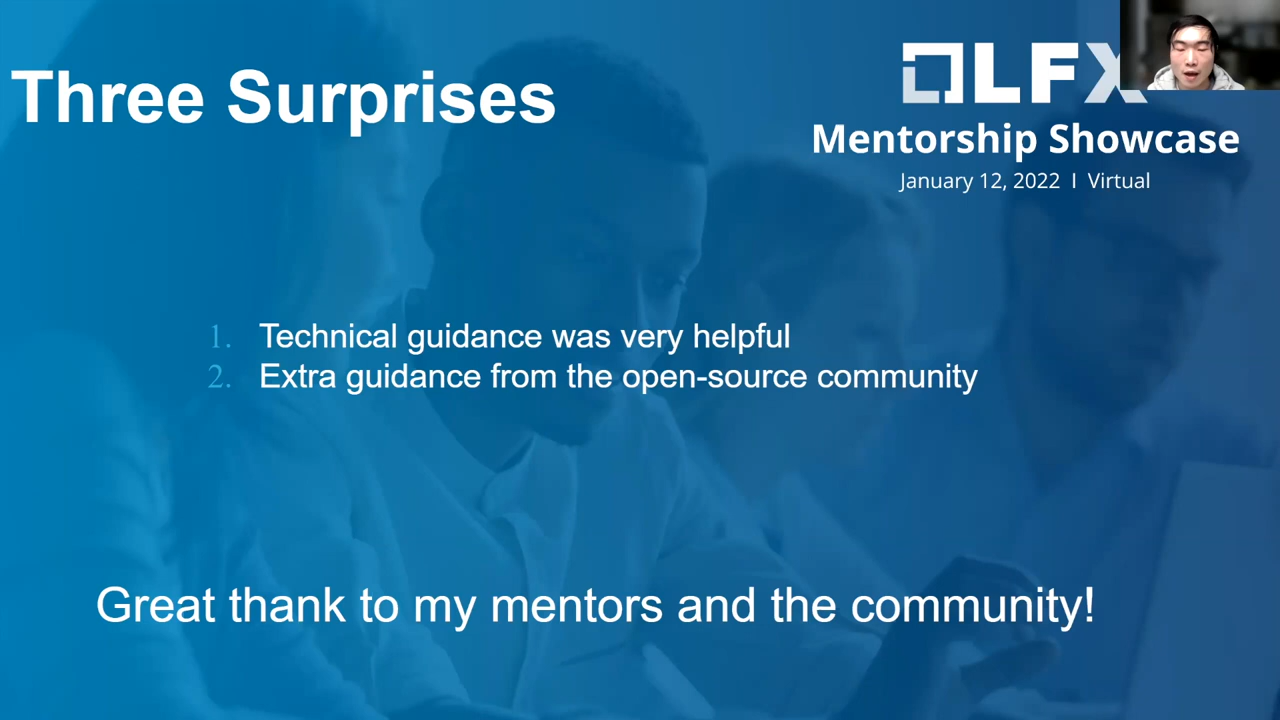 Three Surprises
LFX
Mentorship Showcase
January 12, 2022 I Virtual
1. Technical guidance was very helpful
2. Extra guidance from the open-source community
Great thank to my mentors and the community!